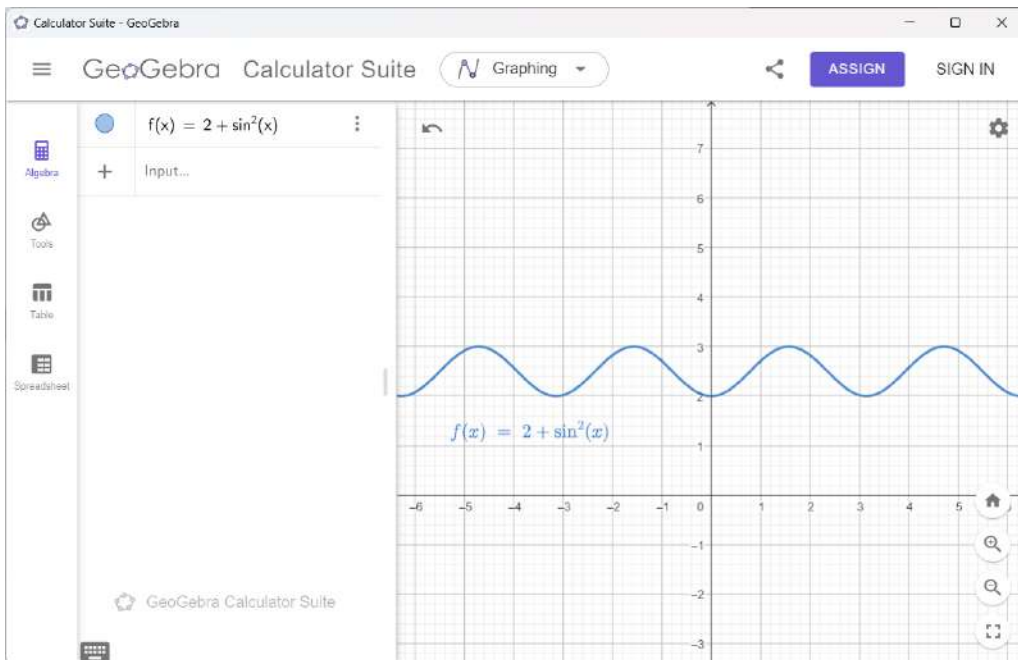 Calculator Suite - GeoGebra
GeoGebra Calculator Suite Graphing ASSIGN SIGN IN
f(x) = 2 + sin²(x)
Input...
Algebra
Tools
Table
Spreadsheet
7
6
5
4
3
2
f(x) = 2 + sin²(x)
1
-6 -5 -4 -3 -2 -1 0 1 2 3 4 5
-1
-2
-3
GeoGebra Calculator Suite